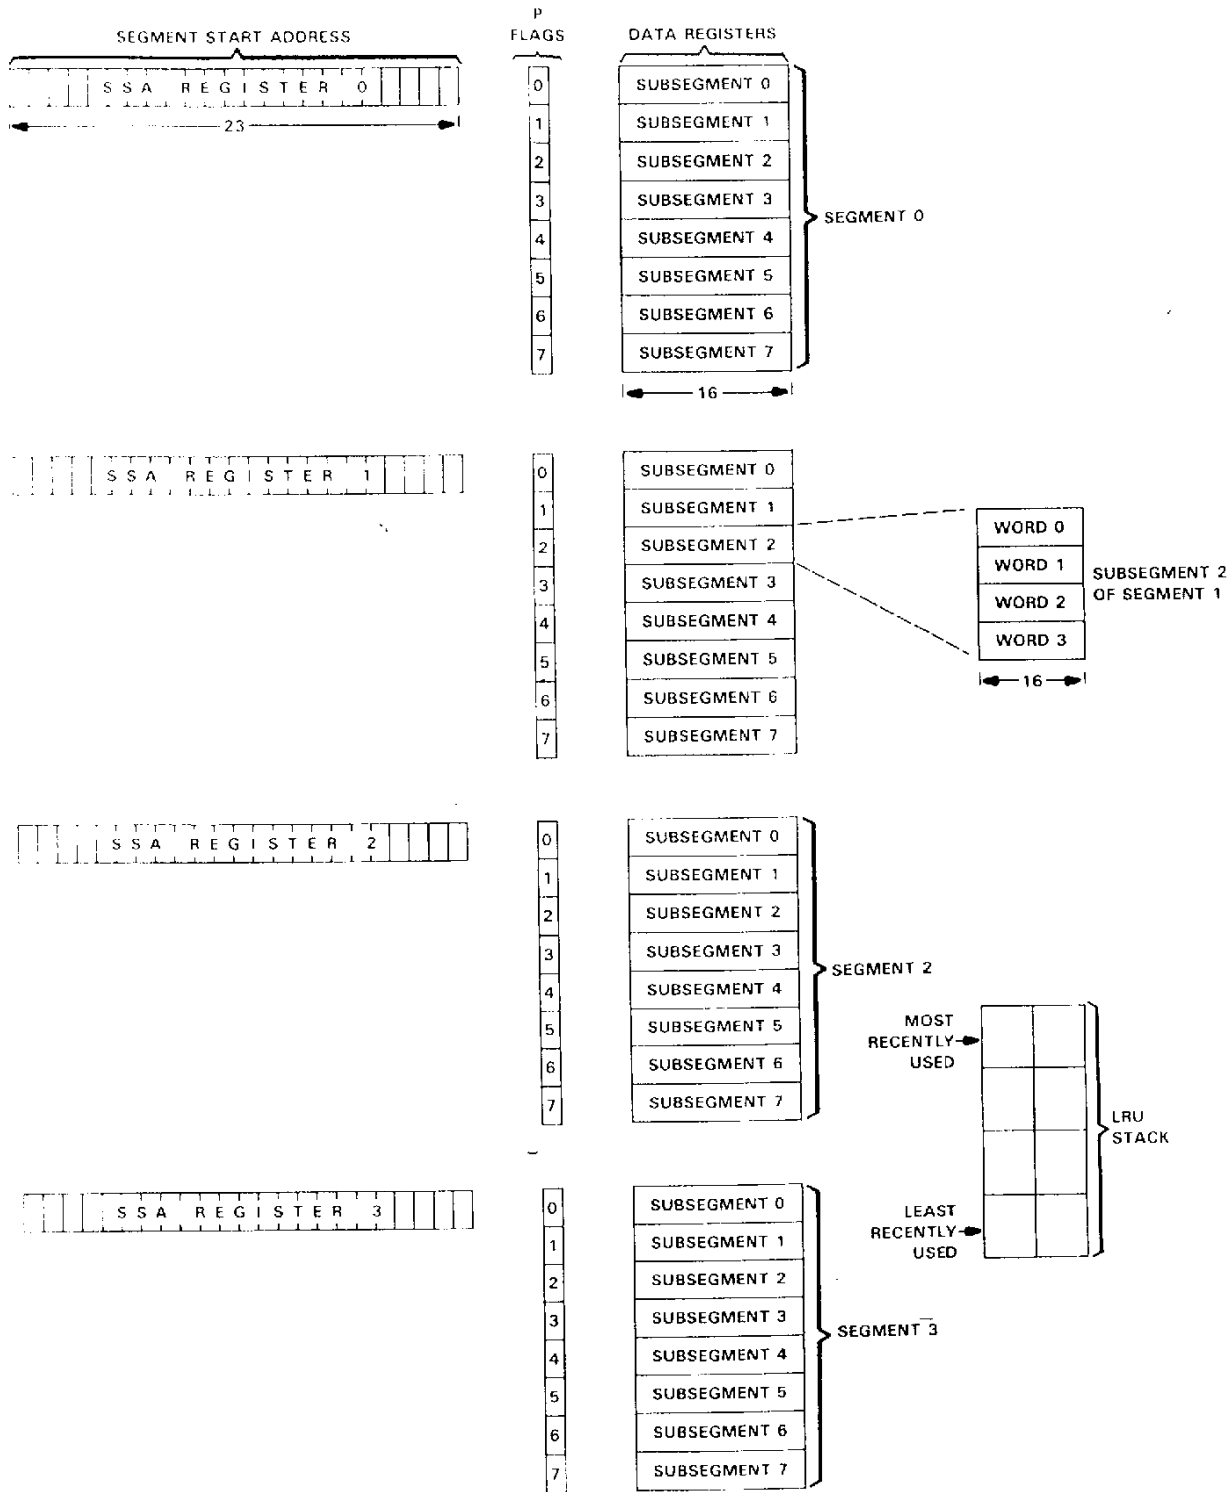 P
SEGMENT START ADDRESS FLAGS DATA REGISTERS
SSA REGISTER 0
23
0
1
2
3
4
5
6
7
SUBSEGMENT 0
SUBSEGMENT 1
SUBSEGMENT 2
SUBSEGMENT 3
SUBSEGMENT 4
SUBSEGMENT 5
SUBSEGMENT 6
SUBSEGMENT 7
SEGMENT 0
16
SSA REGISTER 1
0
1
2
3
4
5
6
7
SUBSEGMENT 0
SUBSEGMENT 1
SUBSEGMENT 2
SUBSEGMENT 3
SUBSEGMENT 4
SUBSEGMENT 5
SUBSEGMENT 6
SUBSEGMENT 7
WORD 0
WORD 1
WORD 2
WORD 3
SUBSEGMENT 2
OF SEGMENT 1
16
SSA REGISTER 2
0
1
2
3
4
5
6
7
SUBSEGMENT 0
SUBSEGMENT 1
SUBSEGMENT 2
SUBSEGMENT 3
SUBSEGMENT 4
SUBSEGMENT 5
SUBSEGMENT 6
SUBSEGMENT 7
SEGMENT 2
MOST
RECENTLY
USED
LRU
STACK
LEAST
RECENTLY
USED
SSA REGISTER 3
0
1
2
3
4
5
6
7
SUBSEGMENT 0
SUBSEGMENT 1
SUBSEGMENT 2
SUBSEGMENT 3
SUBSEGMENT 4
SUBSEGMENT 5
SUBSEGMENT 6
SUBSEGMENT 7
SEGMENT 3